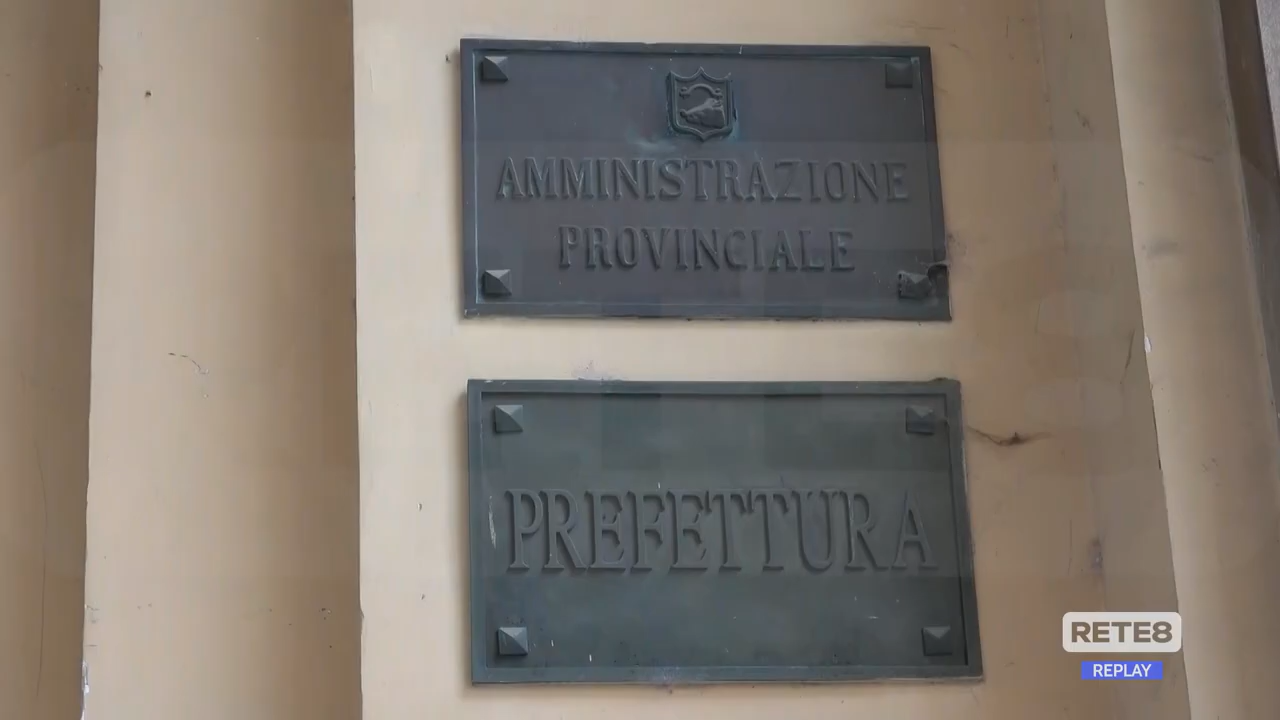 AMMINISTRAZIONE
PROVINCIALE
PREFETTURA
RETE8
REPLAY